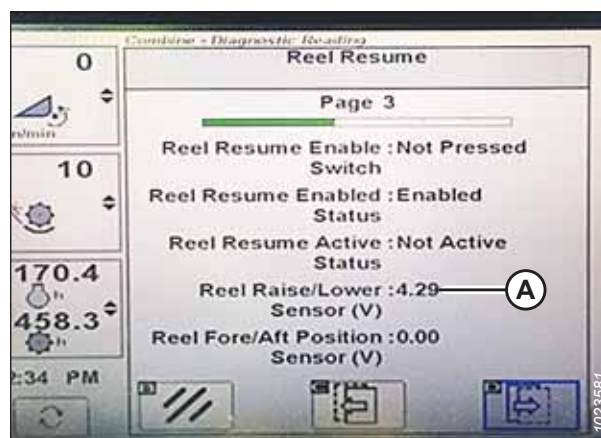 Combine - Diagnostic Reading
0
Reel Resume
Page 3
n/min
Reel Resume Enable :Not Pressed
Switch
10
Reel Resume Enabled :Enabled
Status
Reel Resume Active :Not Active
Status
170.4
h
Reel Raise/Lower :4.29
Sensor (V)
A
458.3
h
Reel Fore/Aft Position :0.00
Sensor (V)
2:34 PM
1023581